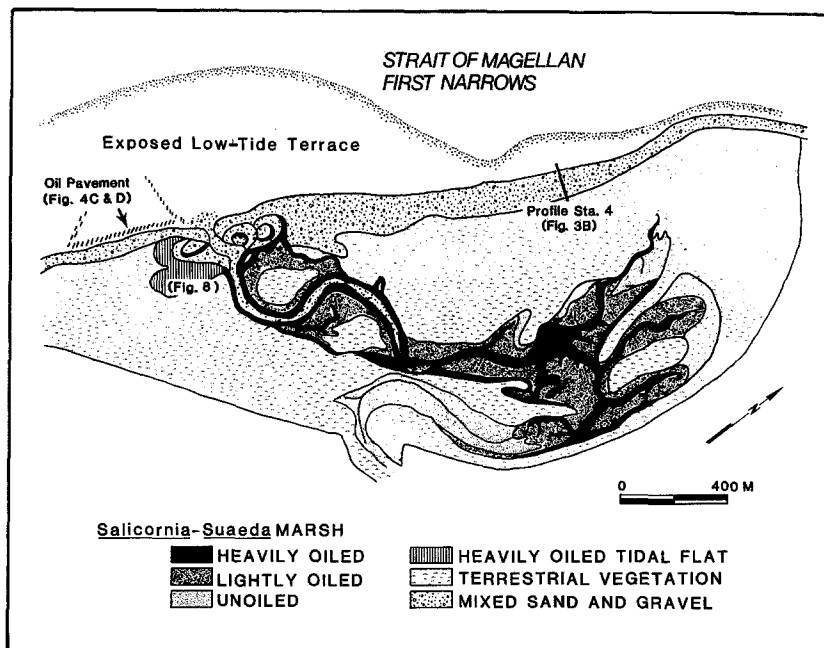 STRAIT OF MAGELLAN
FIRST NARROWS
Exposed Low-Tide Terrace
Oil Pavement
(Fig. 4C & D)
Profile Sta. 4
(Fig. 3B)
(Fig. 8)
N
0 400 M
Salicornia-Suaeda MARSH
HEAVILY OILED
LIGHTLY OILED
UNOILED
HEAVILY OILED TIDAL FLAT
TERRESTRIAL VEGETATION
MIXED SAND AND GRAVEL